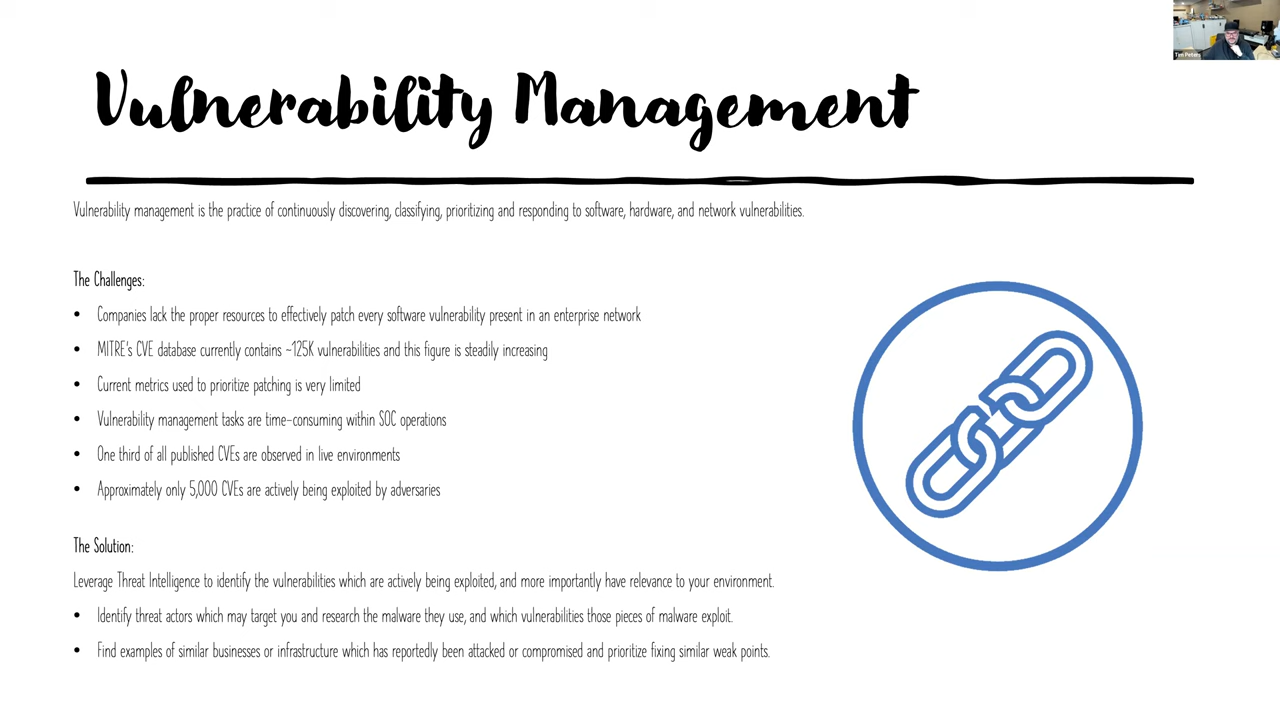 Vulnerability Management
Vulnerability management is the practice of continuously discovering, classifying, prioritizing and responding to software, hardware, and network vulnerabilities.
The Challenges:
• Companies lack the proper resources to effectively patch every software vulnerability present in an enterprise network
• MITRE's CVE database currently contains ~125K vulnerabilities and this figure is steadily increasing
• Current metrics used to prioritize patching is very limited
• Vulnerability management tasks are time-consuming within SOC operations
• One third of all published CVEs are observed in live environments
• Approximately only 5,000 CVEs are actively being exploited by adversaries
The Solution:
Leverage Threat Intelligence to identify the vulnerabilities which are actively being exploited, and more importantly have relevance to your environment.
• Identify threat actors which may target you and research the malware they use, and which vulnerabilities those pieces of malware exploit.
• Find examples of similar businesses or infrastructure which has reportedly been attacked or compromised and prioritize fixing similar weak points.
Tim Peters